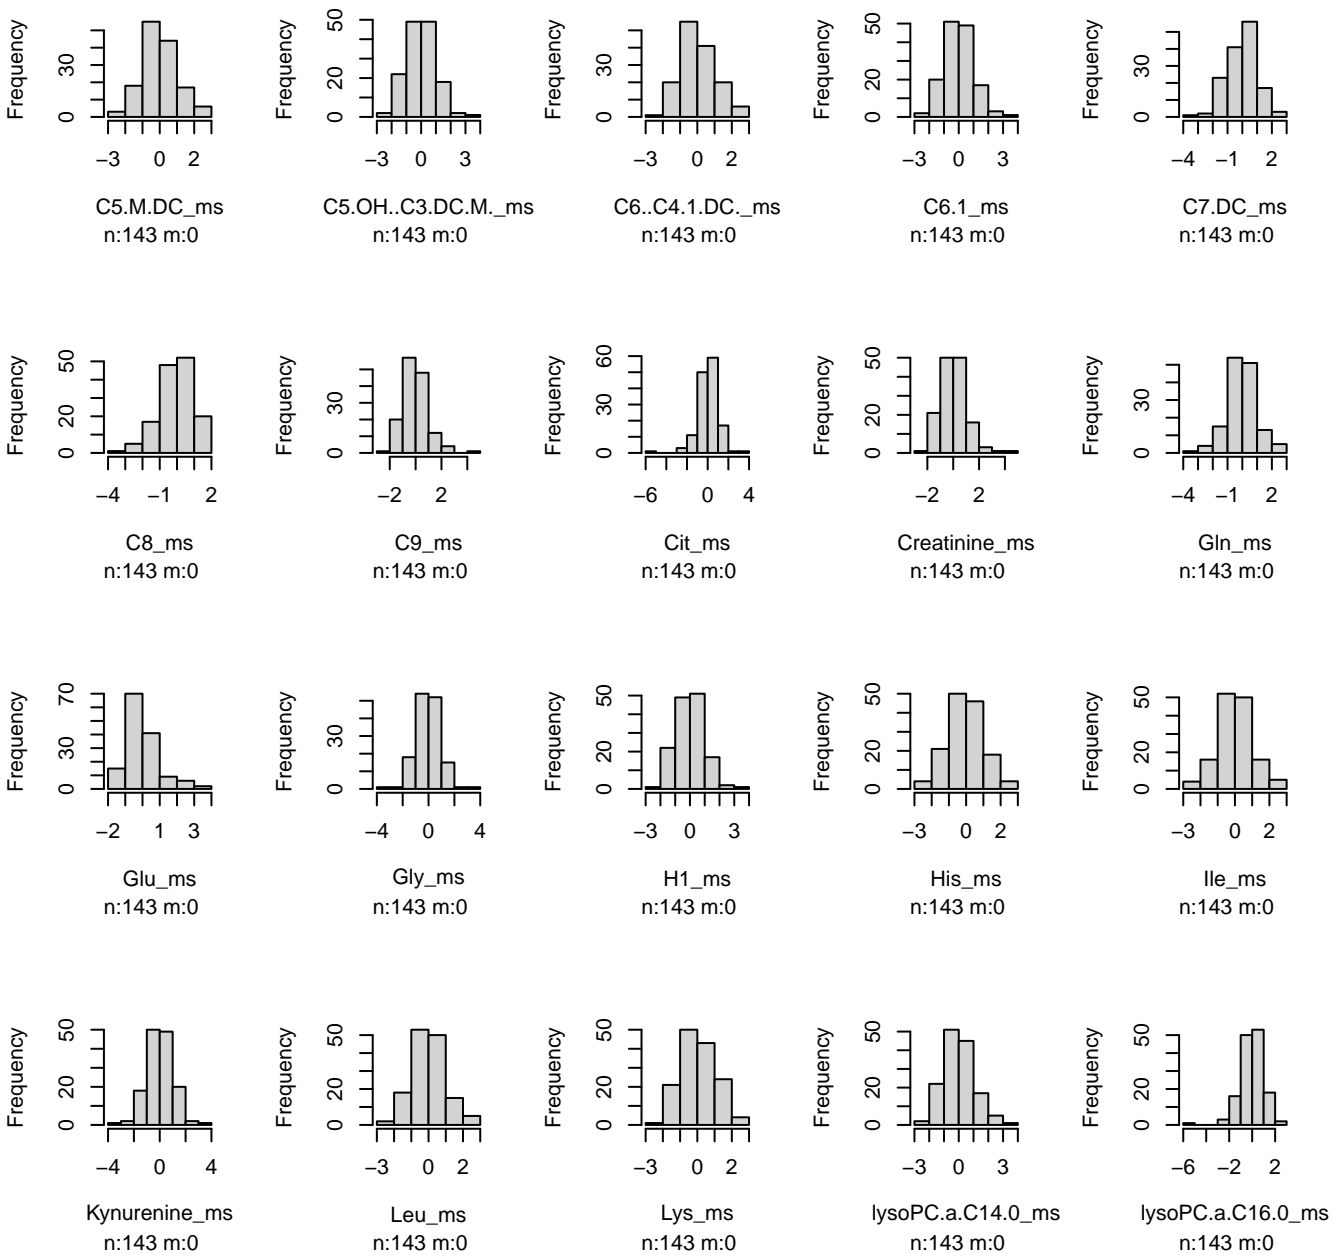 Frequency
0 30
−3 0 2
C5.M.DC_ms
n:143 m:0
Frequency
0 20 50
−3 0 3
C5.OH..C3.DC.M._ms
n:143 m:0
Frequency
0 30
−3 0 2
C6..C4.1.DC._ms
n:143 m:0
Frequency
0 20 50
−3 0 3
C6.1_ms
n:143 m:0
Frequency
0 30
−4 −1 2
C7.DC_ms
n:143 m:0
Frequency
0 20 50
−4 −1 2
C8_ms
n:143 m:0
Frequency
0 30
−2 2
C9_ms
n:143 m:0
Frequency
0 30 60
−6 0 4
Cit_ms
n:143 m:0
Frequency
0 20 50
−2 2
Creatinine_ms
n:143 m:0
Frequency
0 30
−4 −1 2
Gln_ms
n:143 m:0
Frequency
0 30 70
−2 1 3
Glu_ms
n:143 m:0
Frequency
0 30
−4 0 4
Gly_ms
n:143 m:0
Frequency
0 20 50
−3 0 3
H1_ms
n:143 m:0
Frequency
0 20 50
−3 0 2
His_ms
n:143 m:0
Frequency
0 20 50
−3 0 2
Ile_ms
n:143 m:0
Frequency
0 20 50
−4 0 4
Kynurenine_ms
n:143 m:0
Frequency
0 20 50
−3 0 2
Leu_ms
n:143 m:0
Frequency
0 20 50
−3 0 2
Lys_ms
n:143 m:0
Frequency
0 20 50
−3 0 3
lysoPC.a.C14.0_ms
n:143 m:0
Frequency
0 20 50
−6 −2 2
lysoPC.a.C16.0_ms
n:143 m:0